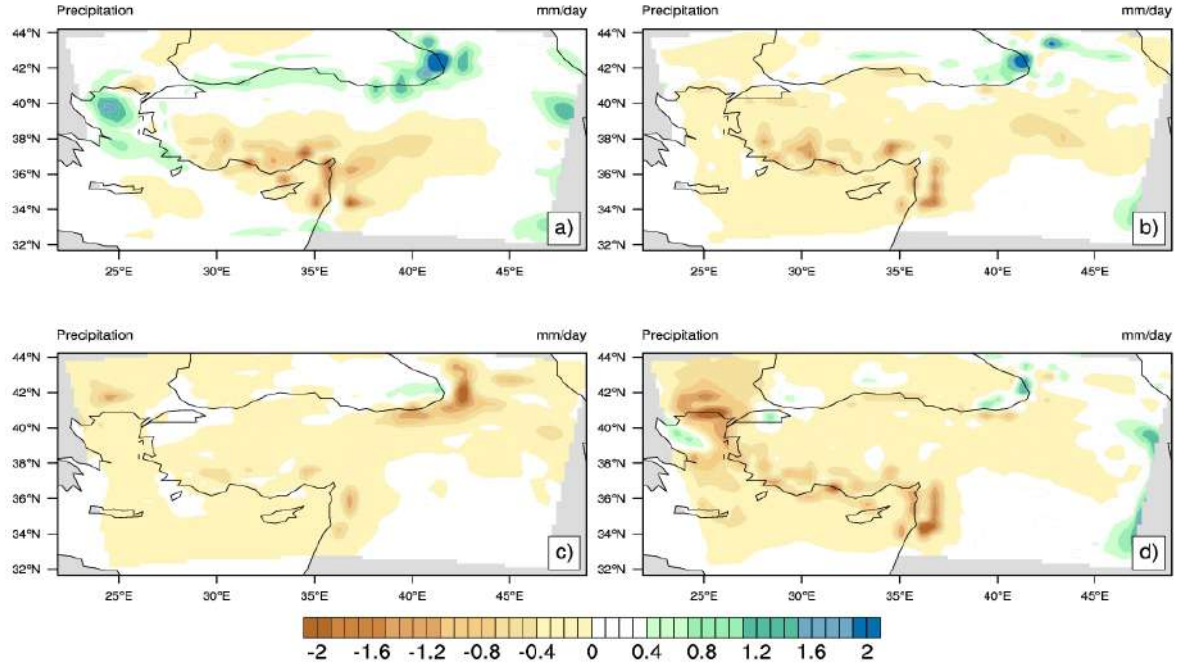 Precipitation mm/day Precipitation mm/day
44°N 44°N
42°N 42°N
40°N 40°N
38°N 38°N
36°N 36°N
34°N 34°N
32°N 32°N
a) b)
25°E 30°E 35°E 40°E 45°E 25°E 30°E 35°E 40°E 45°E
Precipitation mm/day Precipitation mm/day
44°N 44°N
42°N 42°N
40°N 40°N
38°N 38°N
36°N 36°N
34°N 34°N
32°N 32°N
c) d)
25°E 30°E 35°E 40°E 45°E 25°E 30°E 35°E 40°E 45°E
-2 -1.6 -1.2 -0.8 -0.4 0 0.4 0.8 1.2 1.6 2